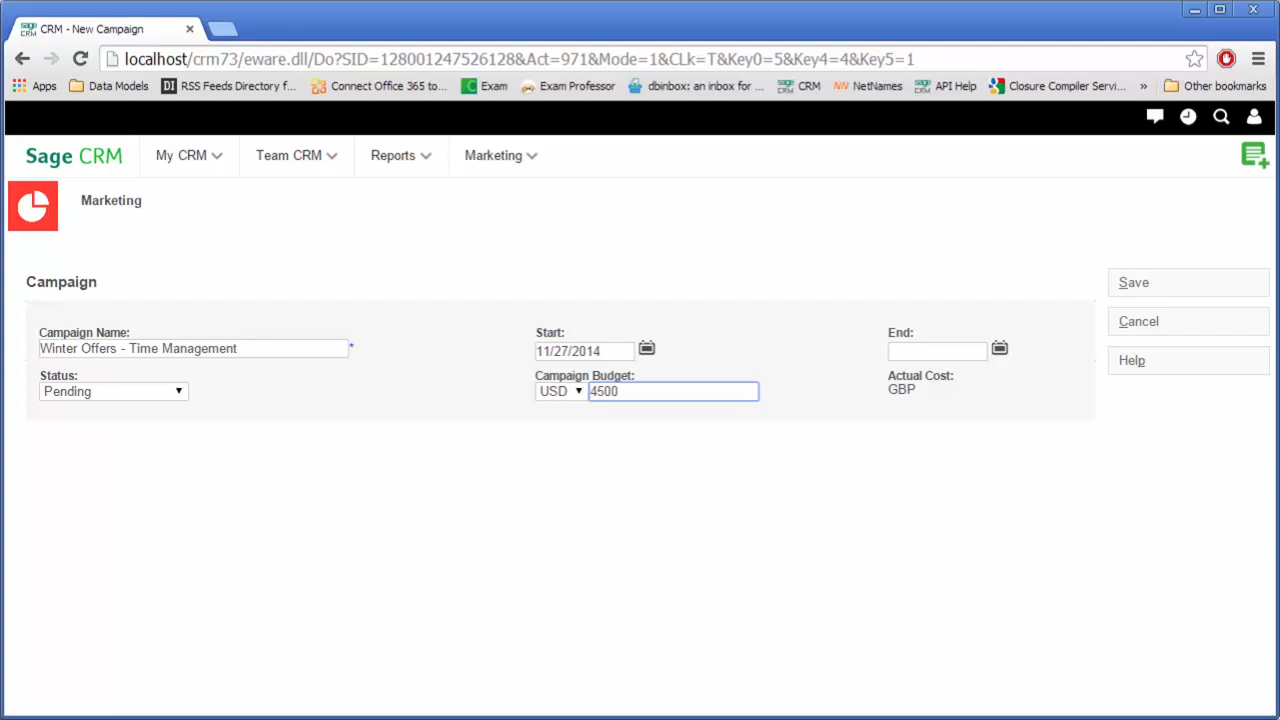 CRM - New Campaign
localhost/crm73/eware.dll/Do?SID=128001247526128&Act=971&Mode=1&CLk=T&Key0=5&Key4=4&Key5=1
Apps Data Models RSS Feeds Directory f... Connect Office 365 to... Exam Exam Professor dbinbox: an inbox for ... CRM NetNames API Help Closure Compiler Servi... » Other bookmarks
Sage CRM My CRM Team CRM Reports Marketing
Marketing
Campaign
Save
Cancel
Help
Campaign Name: Start: End:
Winter Offers - Time Management * 11/27/2014
Status: Campaign Budget: Actual Cost:
Pending USD 4500 GBP